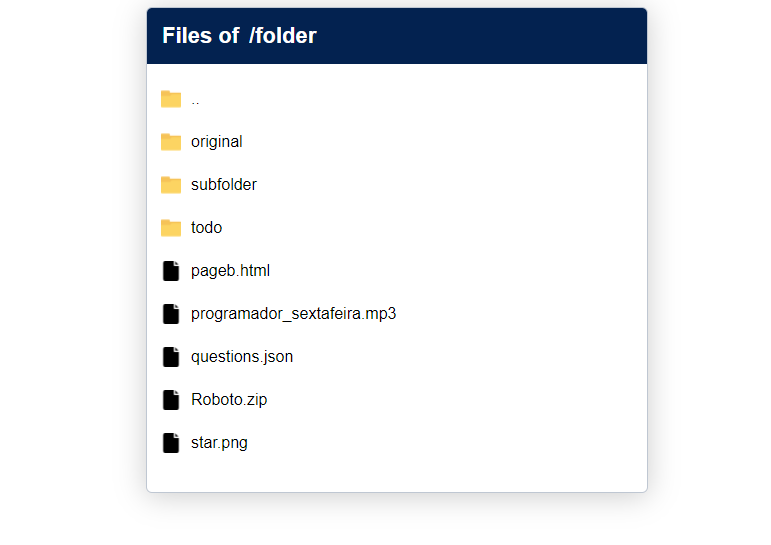 Files of /folder
..
original
subfolder
todo
pageb.html
programador_sextafeira.mp3
questions.json
Roboto.zip
star.png